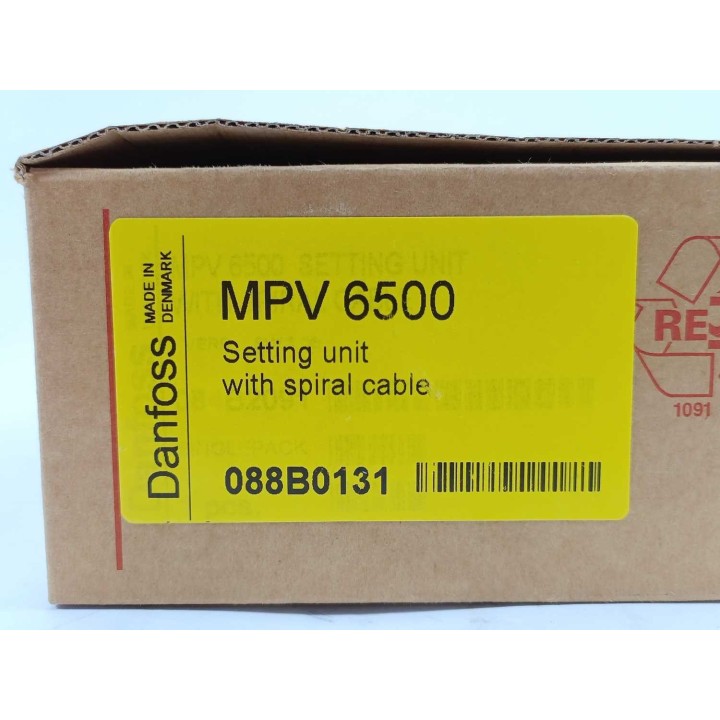 Danfoss
MADE IN
DENMARK
MPV 6500
Setting unit
with spiral cable
088B0131
RE
1091